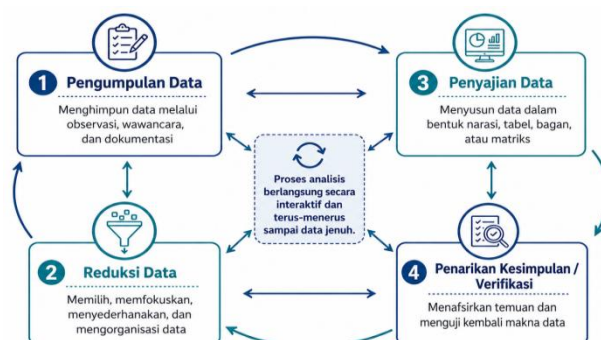 1 Pengumpulan Data
Menghimpun data melalui
observasi, wawancara,
dan dokumentasi
3 Penyajian Data
Menyusun data dalam
bentuk narasi, tabel, bagan,
atau matriks
Proses analisis
berlangsung secara
interaktif dan
terus-menerus
sampai data jenuh.
2 Reduksi Data
Memilih, memfokuskan,
menyederhanakan, dan
mengorganisasi data
4 Penarikan Kesimpulan /
Verifikasi
Menafsirkan temuan dan
menguji kembali makna data